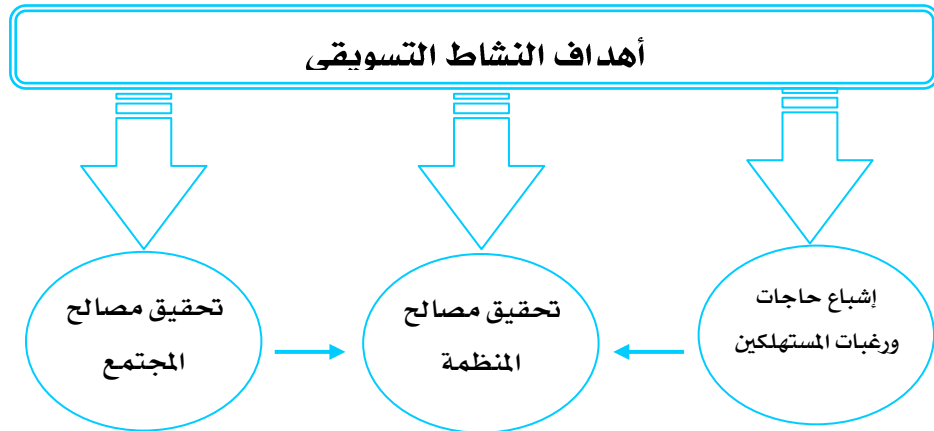 أهداف النشاط التسويقي
إشباع حاجات
ورغبات المستهلكين
تحقيق مصالح
المنظمة
تحقيق مصالح
المجتمع